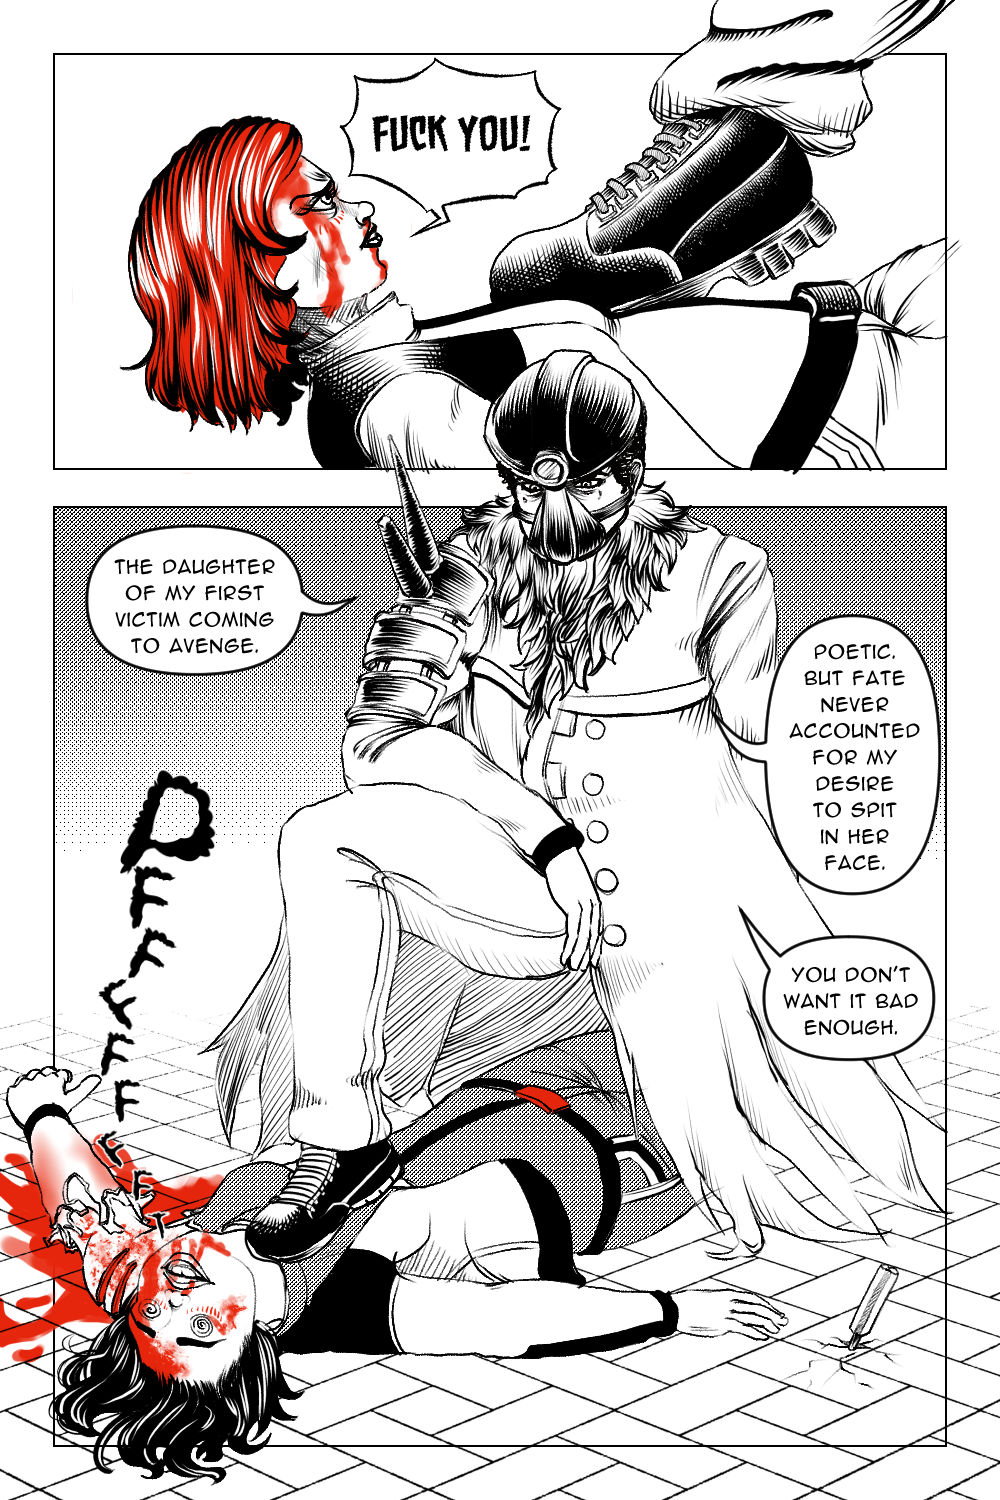 FUCK YOU!
THE DAUGHTER
OF MY FIRST
VICTIM COMING
TO AVENGE.
POETIC.
BUT FATE
NEVER
ACCOUNTED
FOR MY
DESIRE
TO SPIT
IN HER
FACE.
YOU DON'T
WANT IT BAD
ENOUGH.